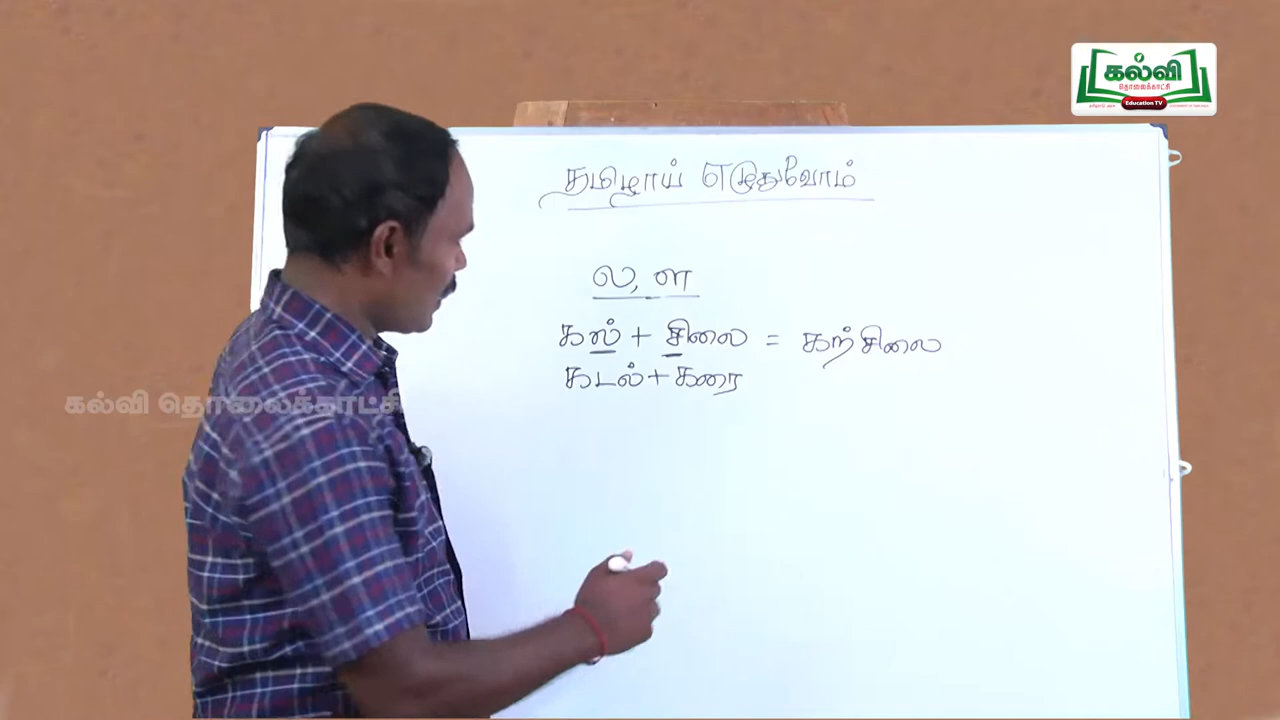 கல்வி
தொலைக்காட்சி
Education TV
தமிழாய் எழுதுவோம்
ல, ள
கல் + சிலை = கற்சிலை
கடல் + கரை
கல்வி தொலைக்காட்சி